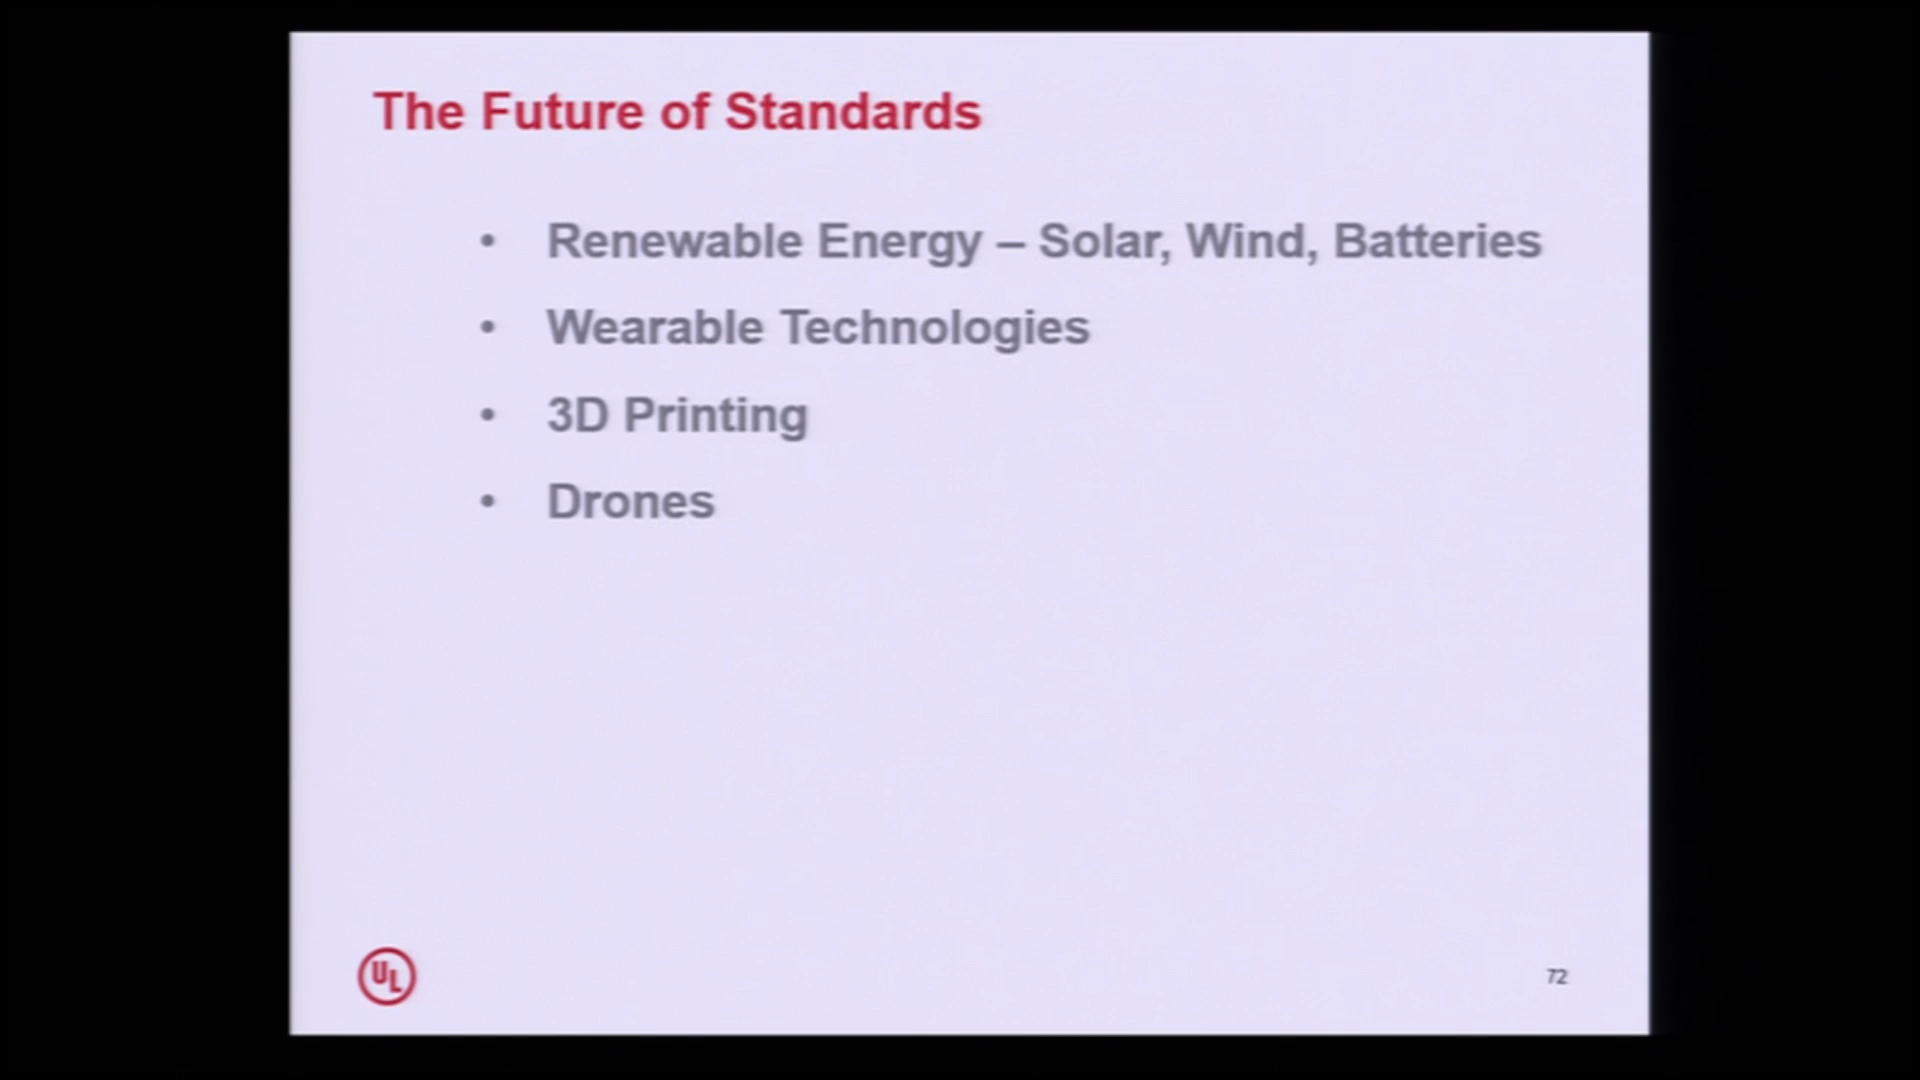 The Future of Standards
• Renewable Energy – Solar, Wind, Batteries
• Wearable Technologies
• 3D Printing
• Drones
UL
72